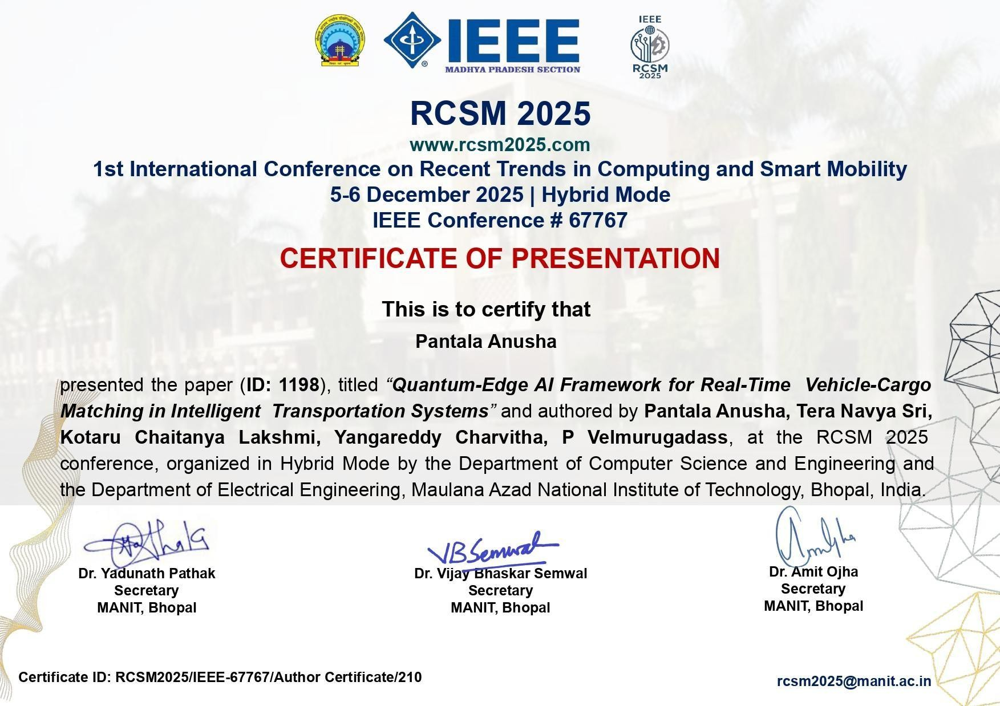 IEEE
MADHYA PRADESH SECTION
IEEE
RCSM
2025
RCSM 2025
www.rcsm2025.com
1st International Conference on Recent Trends in Computing and Smart Mobility
5-6 December 2025 | Hybrid Mode
IEEE Conference # 67767
CERTIFICATE OF PRESENTATION
This is to certify that
Pantala Anusha
presented the paper (ID: 1198), titled “Quantum-Edge AI Framework for Real-Time Vehicle-Cargo
Matching in Intelligent Transportation Systems” and authored by Pantala Anusha, Tera Navya Sri,
Kotaru Chaitanya Lakshmi, Yangareddy Charvitha, P Velmurugadass, at the RCSM 2025
conference, organized in Hybrid Mode by the Department of Computer Science and Engineering and
the Department of Electrical Engineering, Maulana Azad National Institute of Technology, Bhopal, India.
VBSemwal
Dr. Yadunath Pathak
Secretary
MANIT, Bhopal
Dr. Vijay Bhaskar Semwal
Secretary
MANIT, Bhopal
Dr. Amit Ojha
Secretary
MANIT, Bhopal
Certificate ID: RCSM2025/IEEE-67767/Author Certificate/210
rcsm2025@manit.ac.in